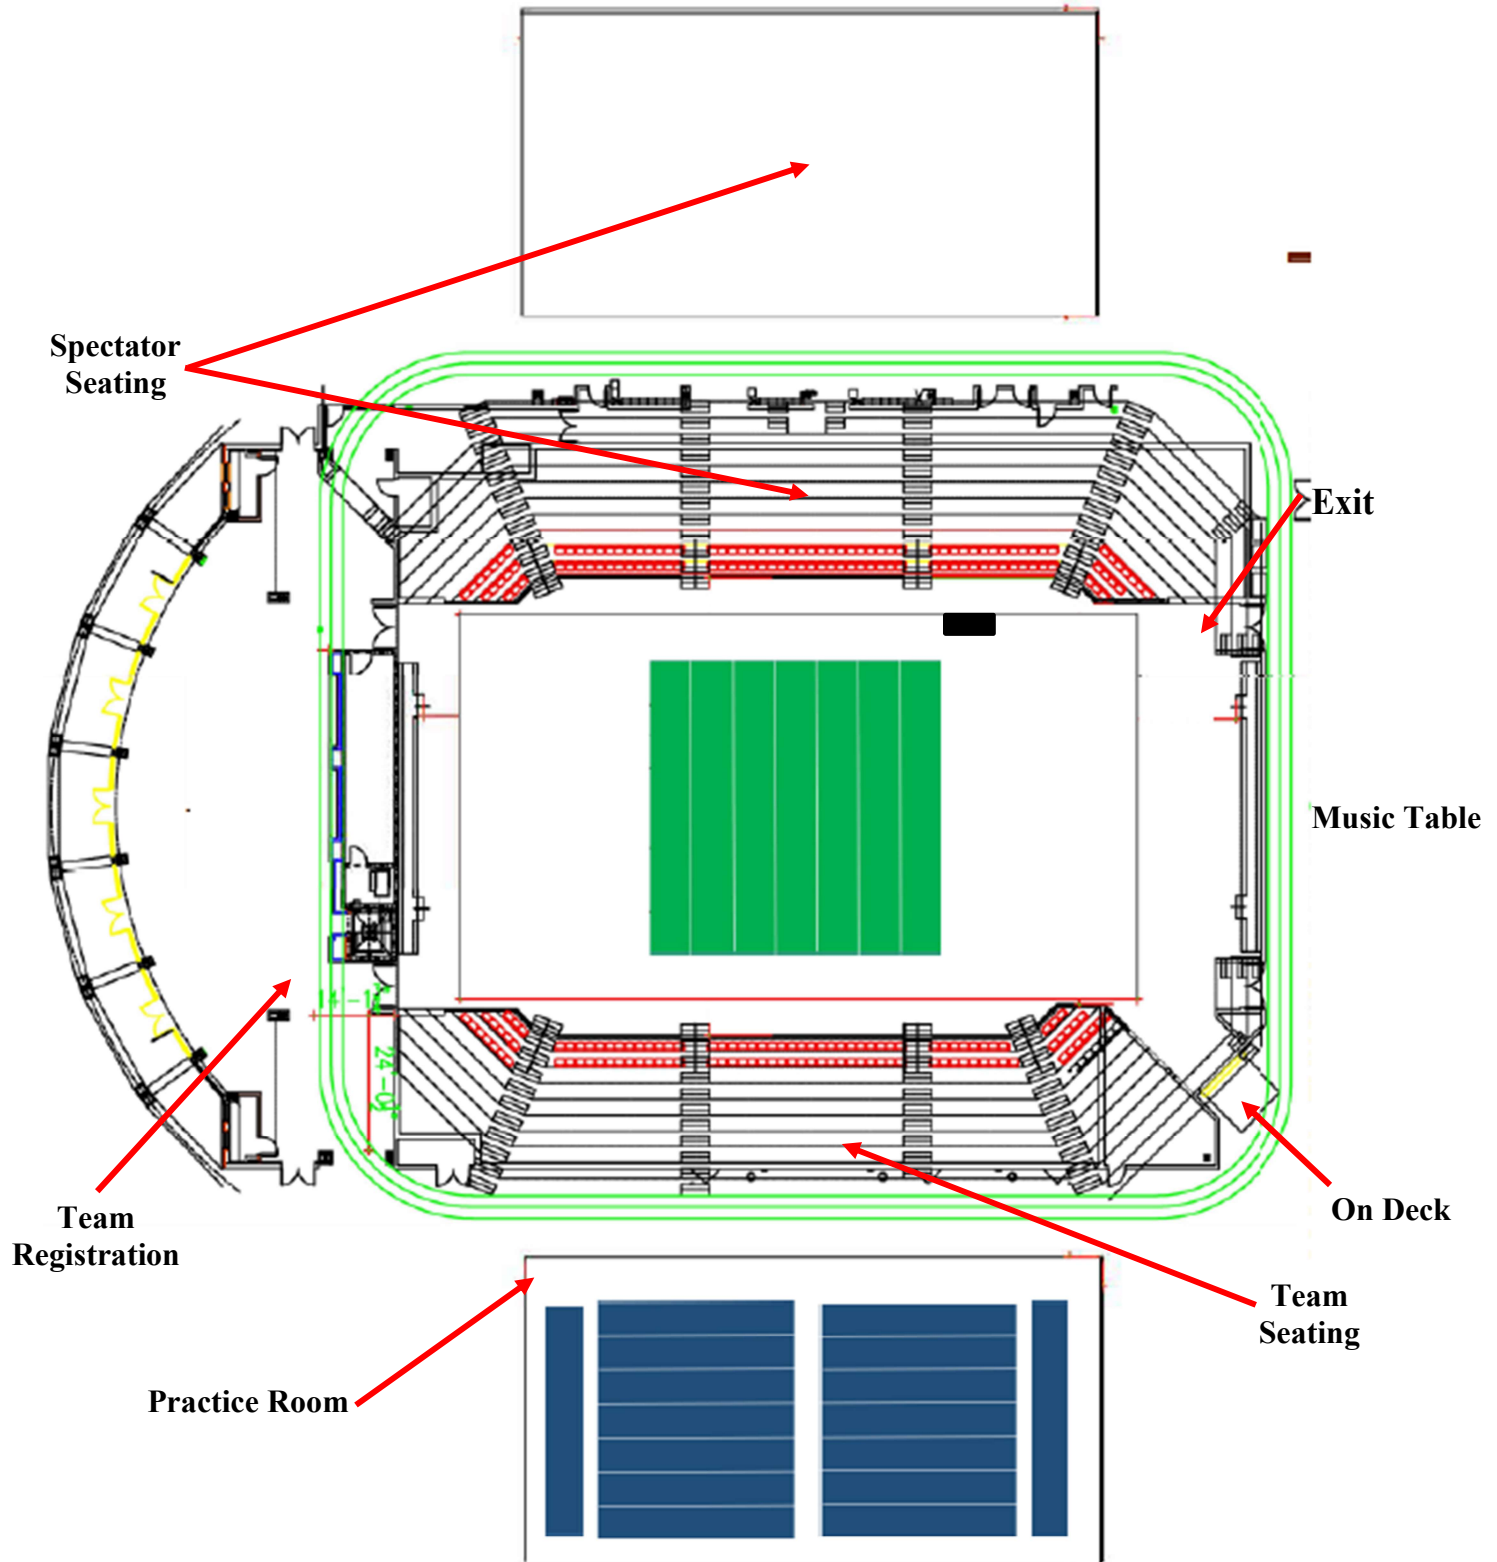 Spectator
Seating
Exit
Music Table
Team
Registration
On Deck
Team
Seating
Practice Room